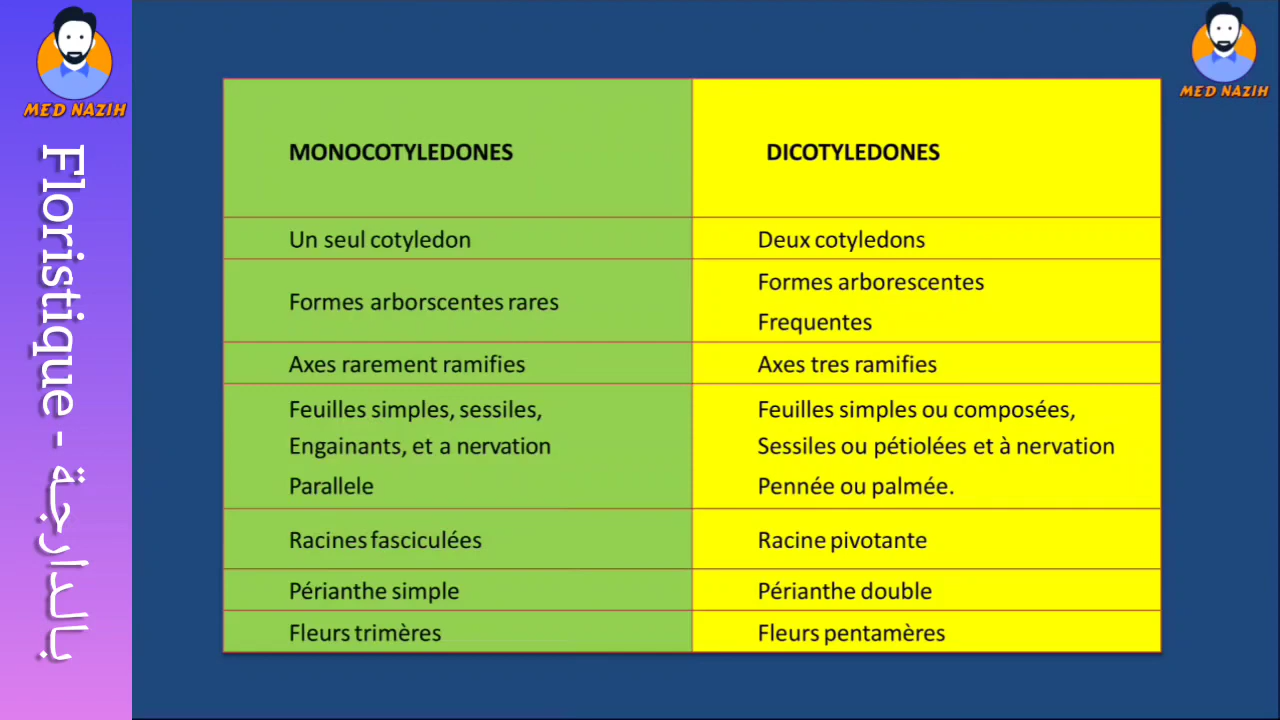 MED NAZIH
MED NAZIH
Floristique - بالدارجة
MONOCOTYLEDONES
DICOTYLEDONES
Un seul cotyledon
Deux cotyledons
Formes arborscentes rares
Formes arborescentes
Frequentes
Axes rarement ramifies
Axes tres ramifies
Feuilles simples, sessiles,
Engainants, et a nervation
Parallele
Feuilles simples ou composées,
Sessiles ou pétiolées et à nervation
Pennée ou palmée.
Racines fasciculées
Racine pivotante
Périanthe simple
Périanthe double
Fleurs trimères
Fleurs pentamères